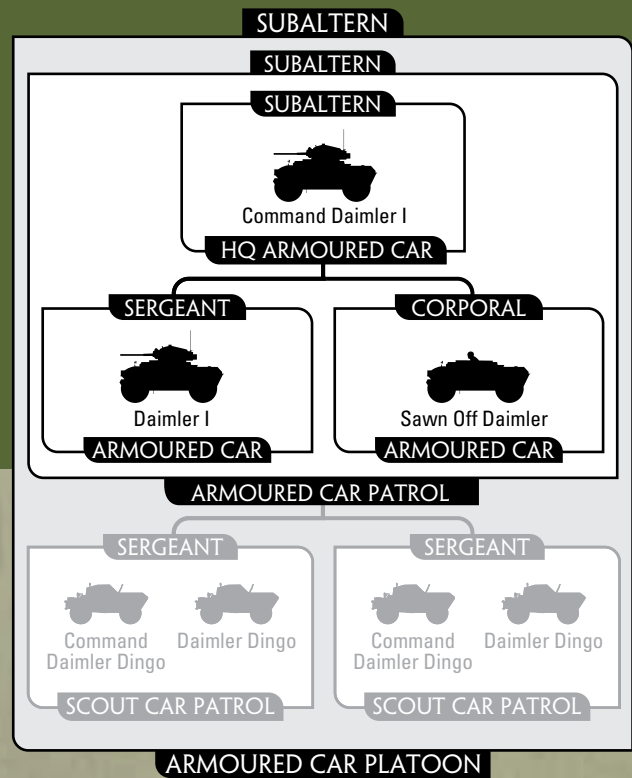 SUBALTERN
SUBALTERN
SUBALTERN
Command Daimler I
HQ ARMOURED CAR
SERGEANT
Daimler I
ARMOURED CAR
CORPORAL
Sawn Off Daimler
ARMOURED CAR
ARMOURED CAR PATROL
SERGEANT
Command
Daimler Dingo
Daimler Dingo
SCOUT CAR PATROL
SERGEANT
Command
Daimler Dingo
Daimler Dingo
SCOUT CAR PATROL
ARMOURED CAR PLATOON